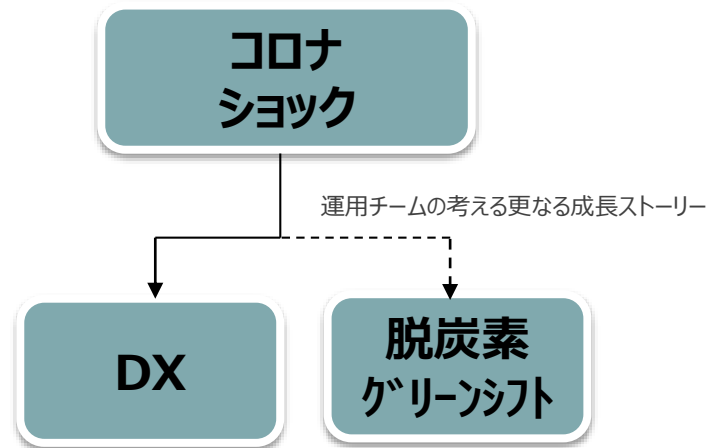 コロナ
ショック
運用チームの考える更なる成長ストーリー
DX
脱炭素
グリーンシフト